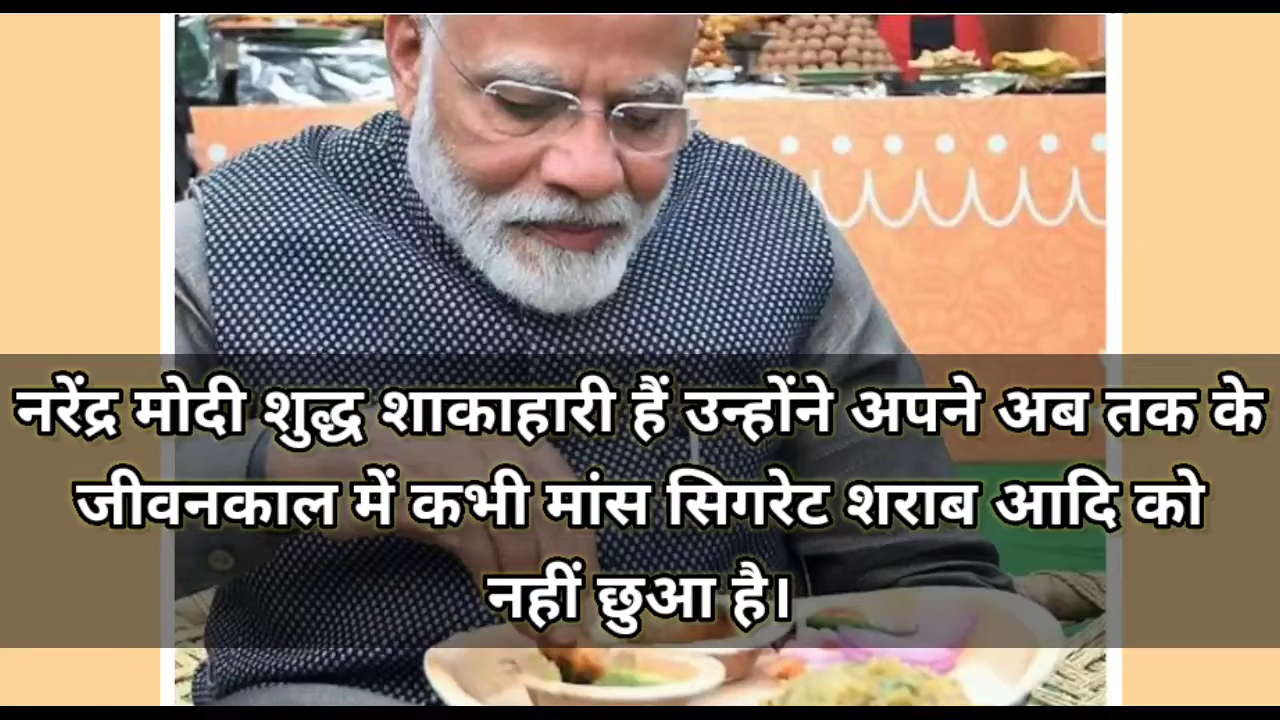 नरेंद्र मोदी शुद्ध शाकाहारी हैं उन्होंने अपने अब तक के
जीवनकाल में कभी मांस सिगरेट शराब आदि को
नहीं छुआ है।